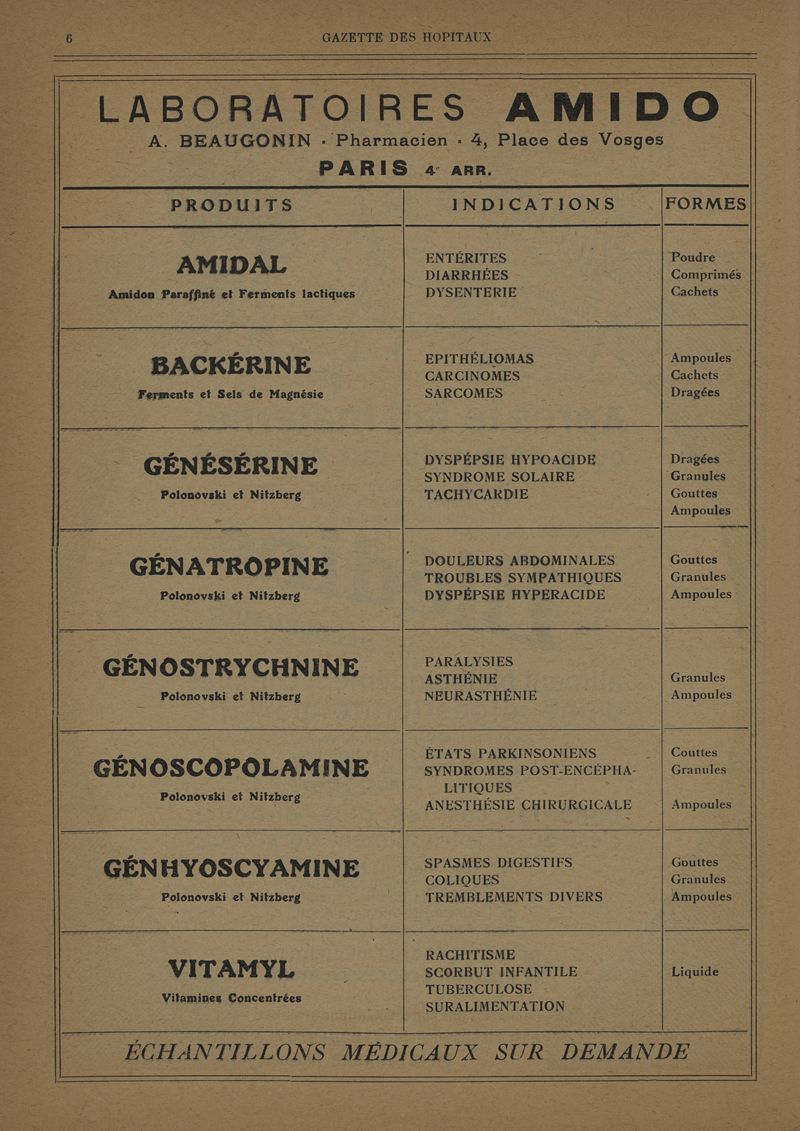 6
GAZETTE DES HOPITAUX
LABORATOIRES AMIDO
A. BEAUGONIN - Pharmacien - 4, Place des Vosges
PARIS 4e ARR.
PRODUITS INDICATIONS FORMES
AMIDAL
Amidon Paraffiné et Ferments lactiques
ENTÉRITES
DIARRHÉES
DYSENTERIE
Poudre
Comprimés
Cachets
BACKÉRINE
Ferments et Sels de Magnésie
EPITHÉLIOMAS
CARCINOMES
SARCOMES
Ampoules
Cachets
Dragées
GÉNÉSÉRINE
Polonovski et Nitzberg
DYSPÉPSIE HYPOACIDE
SYNDROME SOLAIRE
TACHYCARDIE
Dragées
Granules
Gouttes
Ampoules
GÉNATROPINE
Polonovski et Nitzberg
DOULEURS ABDOMINALES
TROUBLES SYMPATHIQUES
DYSPÉPSIE HYPERACIDE
Gouttes
Granules
Ampoules
GÉNOSTRYCHNINE
Polonovski et Nitzberg
PARALYSIES
ASTHÉNIE
NEURASTHÉNIE
Granules
Ampoules
GÉNOSCOPOLAMINE
Polonovski et Nitzberg
ÉTATS PARKINSONIENS
SYNDROMES POST-ENCÉPHA-
LITIQUES
ANESTHÉSIE CHIRURGICALE
Couttes
Granules
Ampoules
GÉNHYOSCYAMINE
Polonovski et Nitzberg
SPASMES DIGESTIFS
COLIQUES
TREMBLEMENTS DIVERS
Gouttes
Granules
Ampoules
VITAMYL
Vitamines Concentrées
RACHITISME
SCORBUT INFANTILE
TUBERCULOSE
SURALIMENTATION
Liquide
ÉCHANTILLONS MÉDICAUX SUR DEMANDE